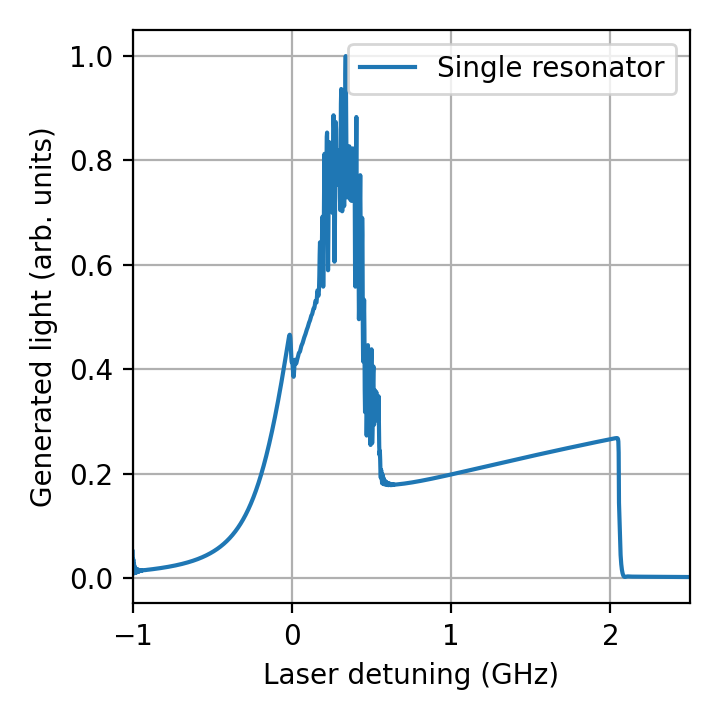 Single resonator
Generated light (arb. units)
1.0
0.8
0.6
0.4
0.2
0.0
−1 0 1 2
Laser detuning (GHz)